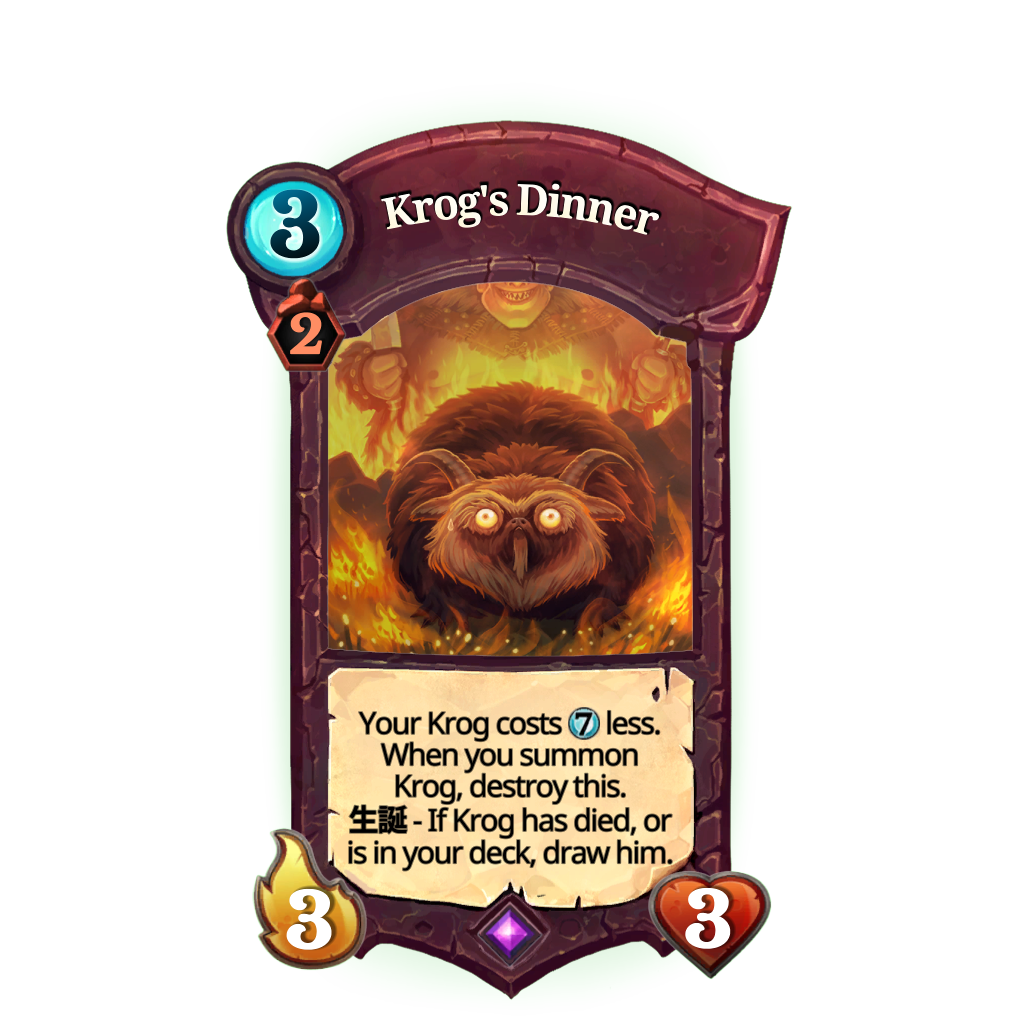 Krog's Dinner
3
2
Your Krog costs 7 less.
When you summon
Krog, destroy this.
生誕 - If Krog has died, or
is in your deck, draw him.
3
3